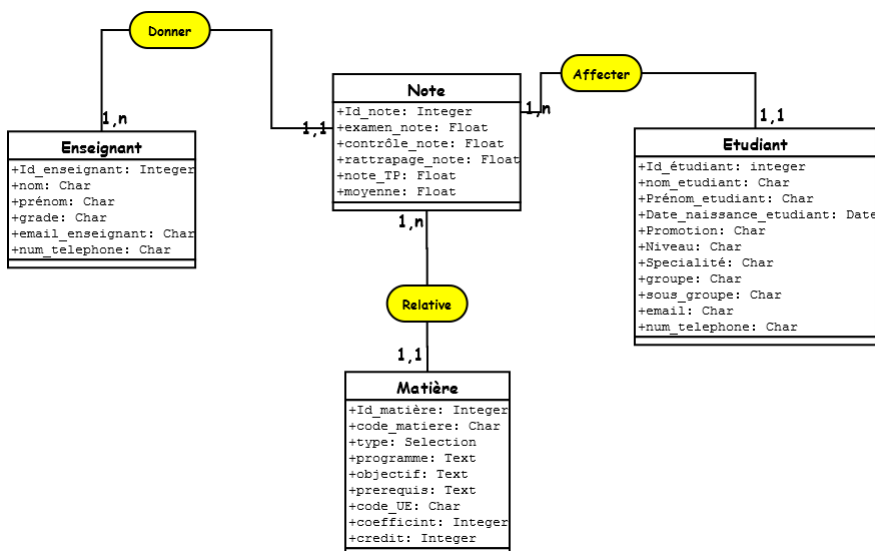 Donner
1,n
Enseignant
+Id_enseignant: Integer
+nom: Char
+prénom: Char
+grade: Char
+email_enseignant: Char
+num_telephone: Char
1,1
Note
+Id_note: Integer
+examen_note: Float
+contrôle_note: Float
+rattrapage_note: Float
+note_TP: Float
+moyenne: Float
1,n
Affecter
1,1
Etudiant
+Id_étudiant: integer
+nom_etudiant: Char
+Prénom_etudiant: Char
+Date_naissance_etudiant: Date
+Promotion: Char
+Niveau: Char
+Specialité: Char
+groupe: Char
+sous_groupe: Char
+email: Char
+num_telephone: Char
1,n
Relative
1,1
Matière
+Id_matière: Integer
+code_matiere: Char
+type: Selection
+programme: Text
+objectif: Text
+prerequis: Text
+code_UE: Char
+coefficint: Integer
+credit: Integer